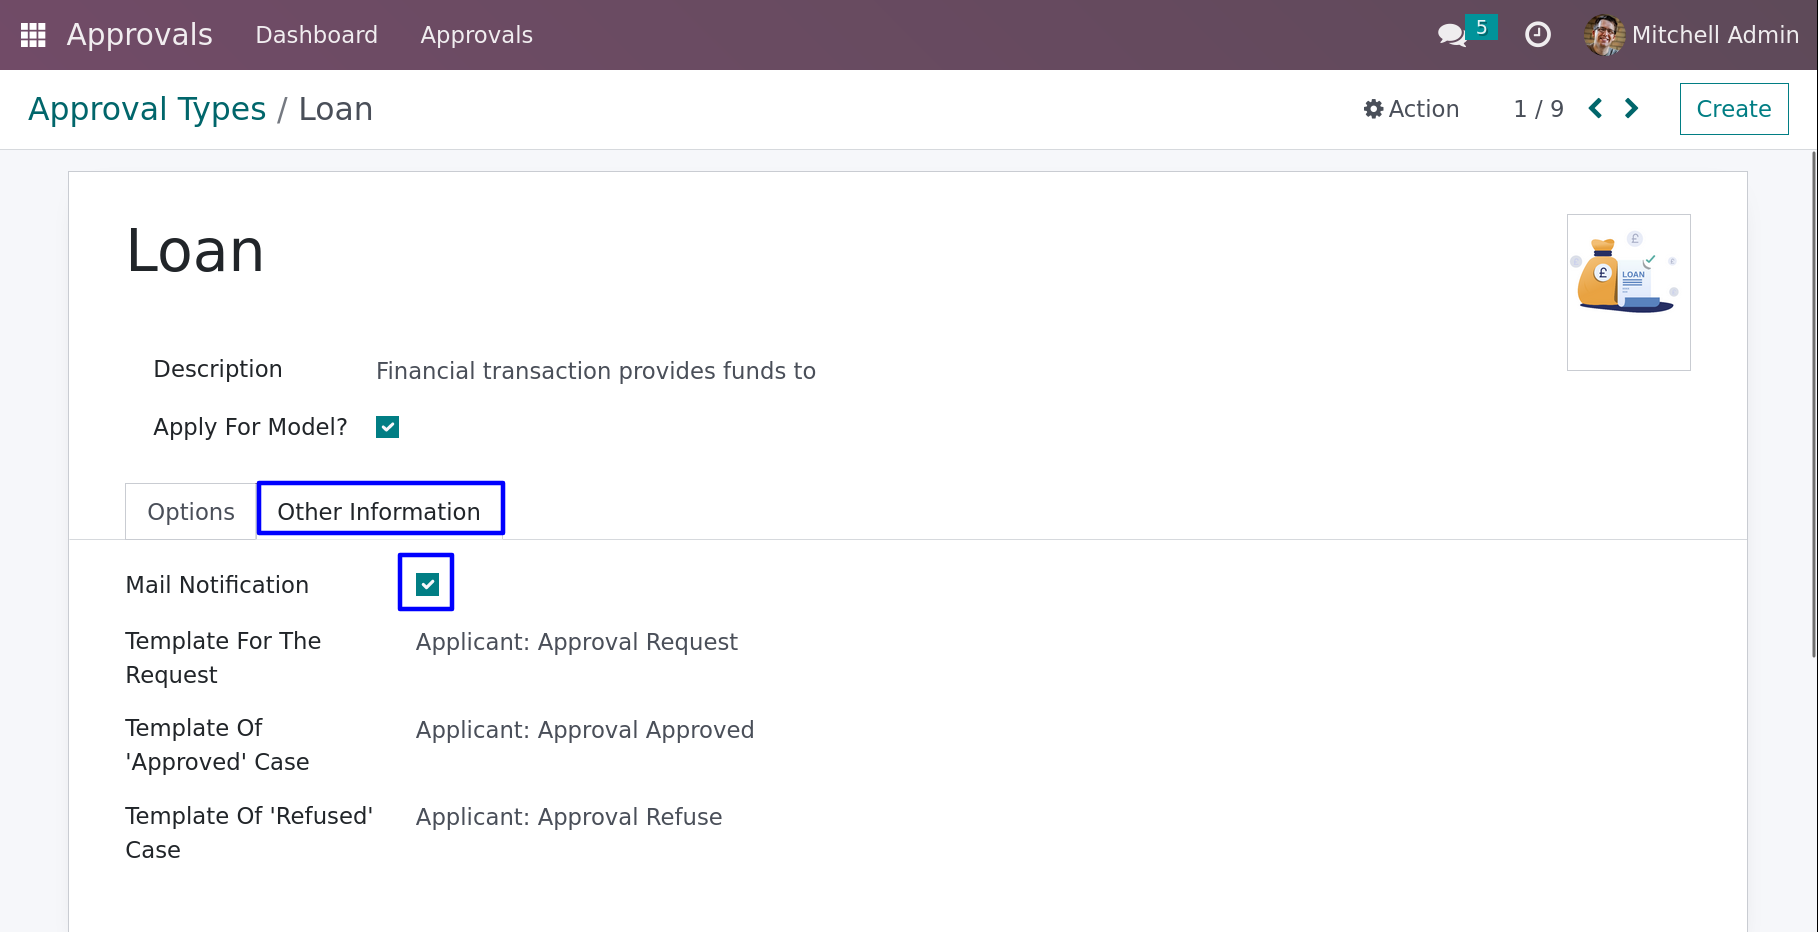 Approvals Dashboard Approvals 5 Mitchell Admin
Approval Types / Loan Action 1 / 9 Create
Loan
LOAN
Description Financial transaction provides funds to
Apply For Model?
Options Other Information
Mail Notification
Template For The Request Applicant: Approval Request
Template Of 'Approved' Case Applicant: Approval Approved
Template Of 'Refused' Case Applicant: Approval Refuse